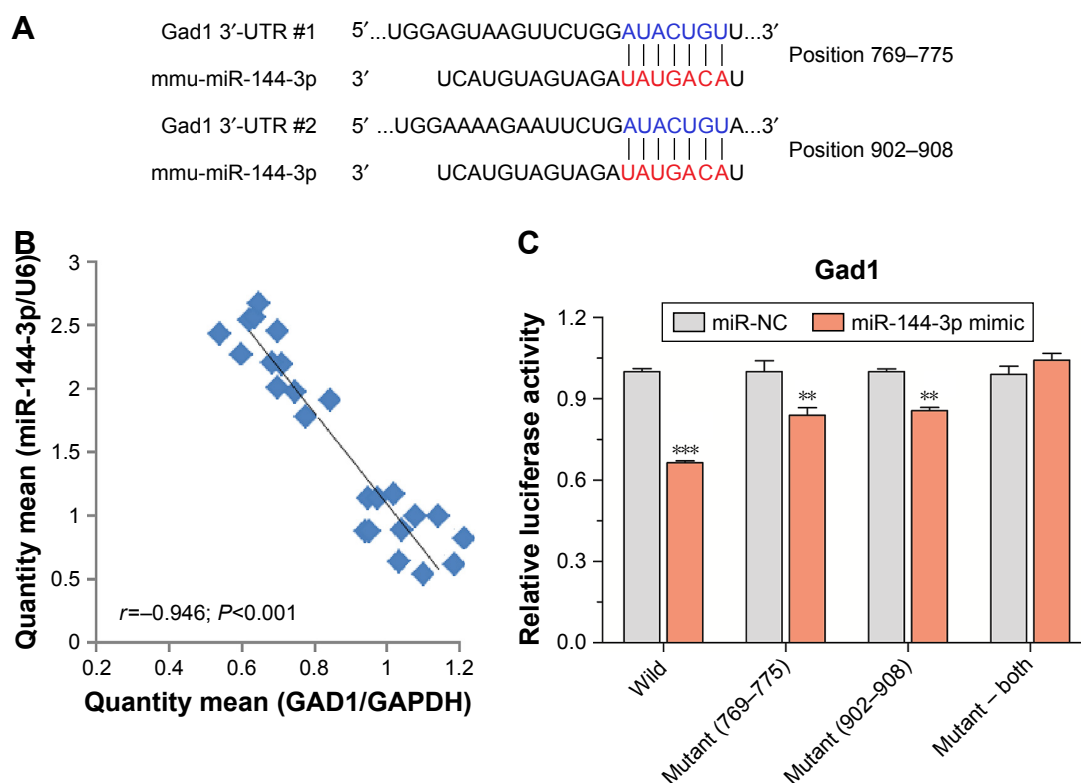 A
Gad1 3′-UTR #1 5′...UGGAGUAAGUUCUGGAUACUGUU...3′
Position 769–775
mmu-miR-144-3p 3′ UCAUGUAGUAGAUAUGACAU
Gad1 3′-UTR #2 5′ ...UGGAAAAGAAUUCUGAUACUGUA...3′
Position 902–908
mmu-miR-144-3p 3′ UCAUGUAGUAGAUAUGACAU
B
Quantity mean (miR-144-3p/U6)
3
2.5
2
1.5
1
0.5
0
r=–0.946; P<0.001
0.2 0.4 0.6 0.8 1 1.2
Quantity mean (GAD1/GAPDH)
C
Gad1
miR-NC miR-144-3p mimic
Relative luciferase activity
1.2
0.9
0.6
0.3
0.0
*** ** **
Wild
Mutant (769–775)
Mutant (902–908)
Mutant – both